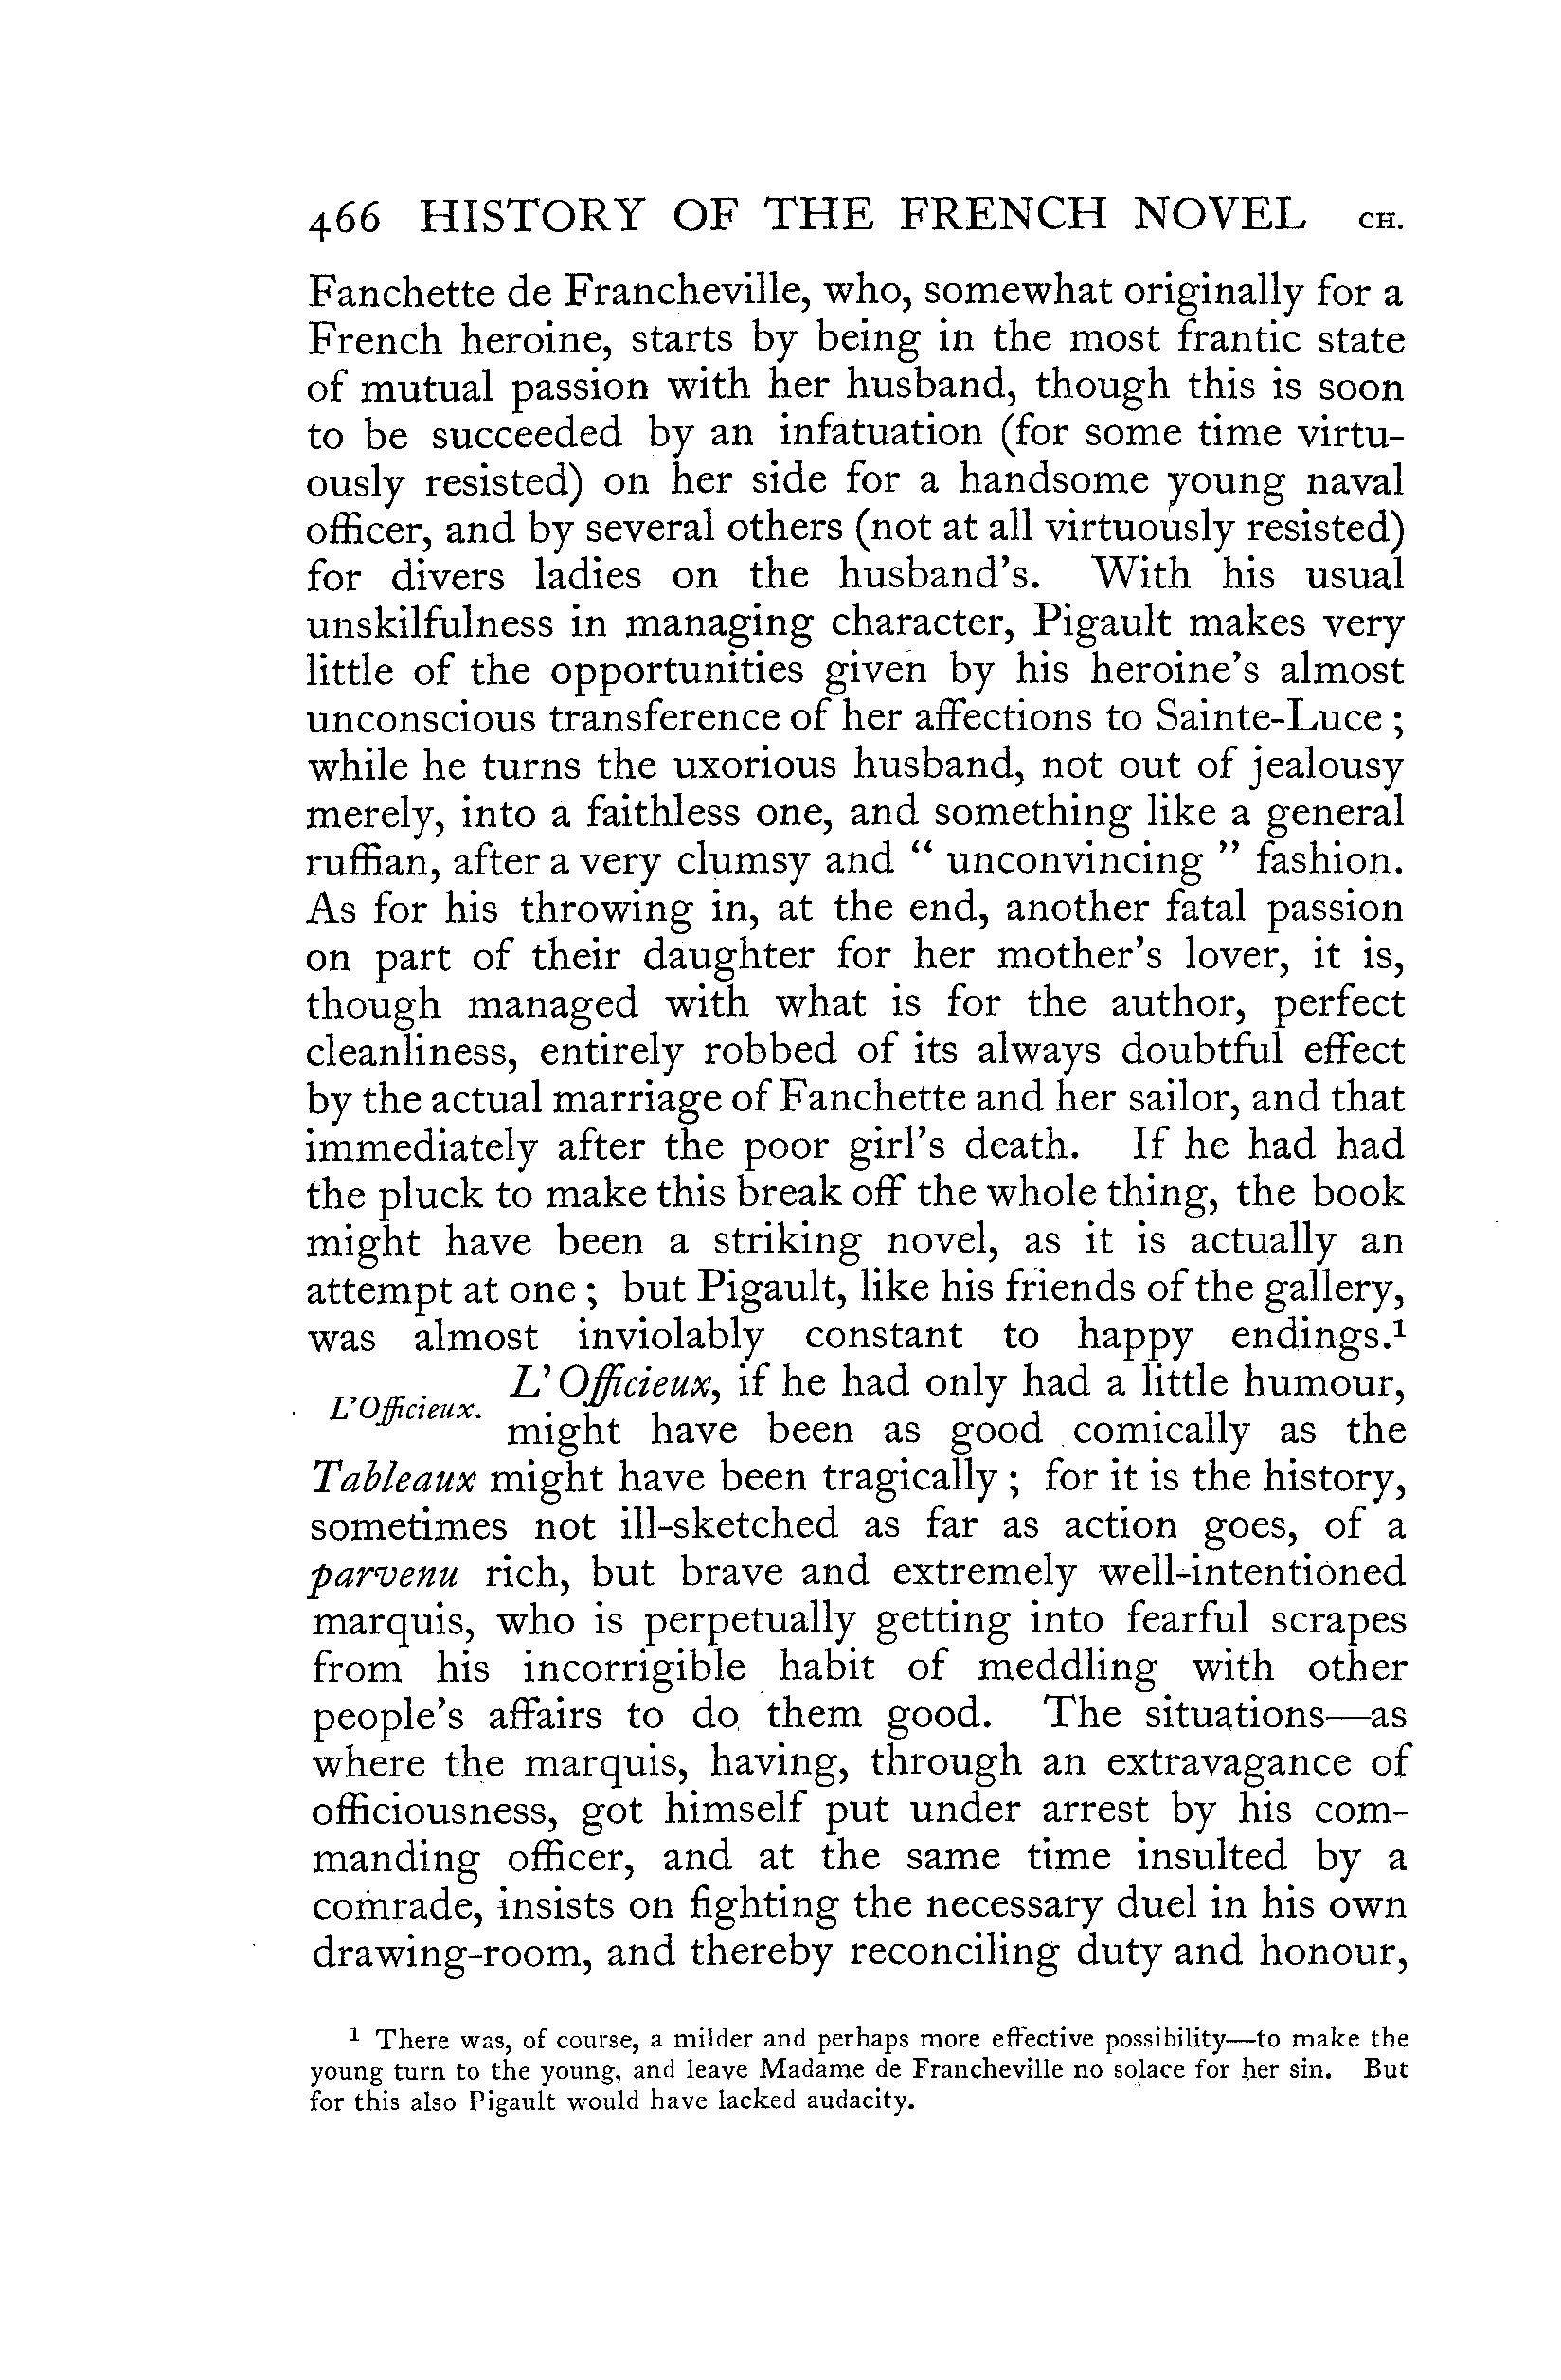 466 HISTORY OF THE FRENCH NOVEL CH.
Fanchette de Francheville, who, somewhat originally for a
French heroine, starts by being in the most frantic state
of mutual passion with her husband, though this is soon
to be succeeded by an infatuation (for some time virtu-
ously resisted) on her side for a handsome young naval
officer, and by several others (not at all virtuously resisted)
for divers ladies on the husband's. With his usual
unskilfulness in managing character, Pigault makes very
little of the opportunities given by his heroine's almost
unconscious transference of her affections to Sainte-Luce ;
while he turns the uxorious husband, not out of jealousy
merely, into a faithless one, and something like a general
ruffian, after a very clumsy and “ unconvincing ” fashion.
As for his throwing in, at the end, another fatal passion
on part of their daughter for her mother's lover, it is,
though managed with what is for the author, perfect
cleanliness, entirely robbed of its always doubtful effect
by the actual marriage of Fanchette and her sailor, and that
immediately after the poor girl's death. If he had had
the pluck to make this break off the whole thing, the book
might have been a striking novel, as it is actually an
attempt at one ; but Pigault, like his friends of the gallery,
was almost inviolably constant to happy endings.¹
L'Officieux.
L'Officieux, if he had only had a little humour,
might have been as good comically as the
Tableaux might have been tragically ; for it is the history,
sometimes not ill-sketched as far as action goes, of a
parvenu rich, but brave and extremely well-intentioned
marquis, who is perpetually getting into fearful scrapes
from his incorrigible habit of meddling with other
people's affairs to do them good. The situations—as
where the marquis, having, through an extravagance of
officiousness, got himself put under arrest by his com-
manding officer, and at the same time insulted by a
comrade, insists on fighting the necessary duel in his own
drawing-room, and thereby reconciling duty and honour,
¹ There was, of course, a milder and perhaps more effective possibility—to make the
young turn to the young, and leave Madame de Francheville no solace for her sin. But
for this also Pigault would have lacked audacity.